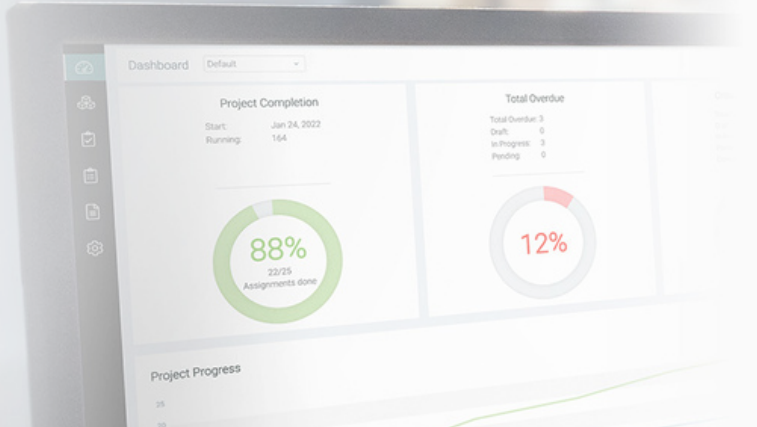 Dashboard Default
Project Completion
Start: Jan 24, 2022
Running: 164
88%
22/25
Assignments done
Total Overdue
Total Overdue: 3
Draft: 0
In Progress: 3
Pending: 0
12%
Project Progress
25